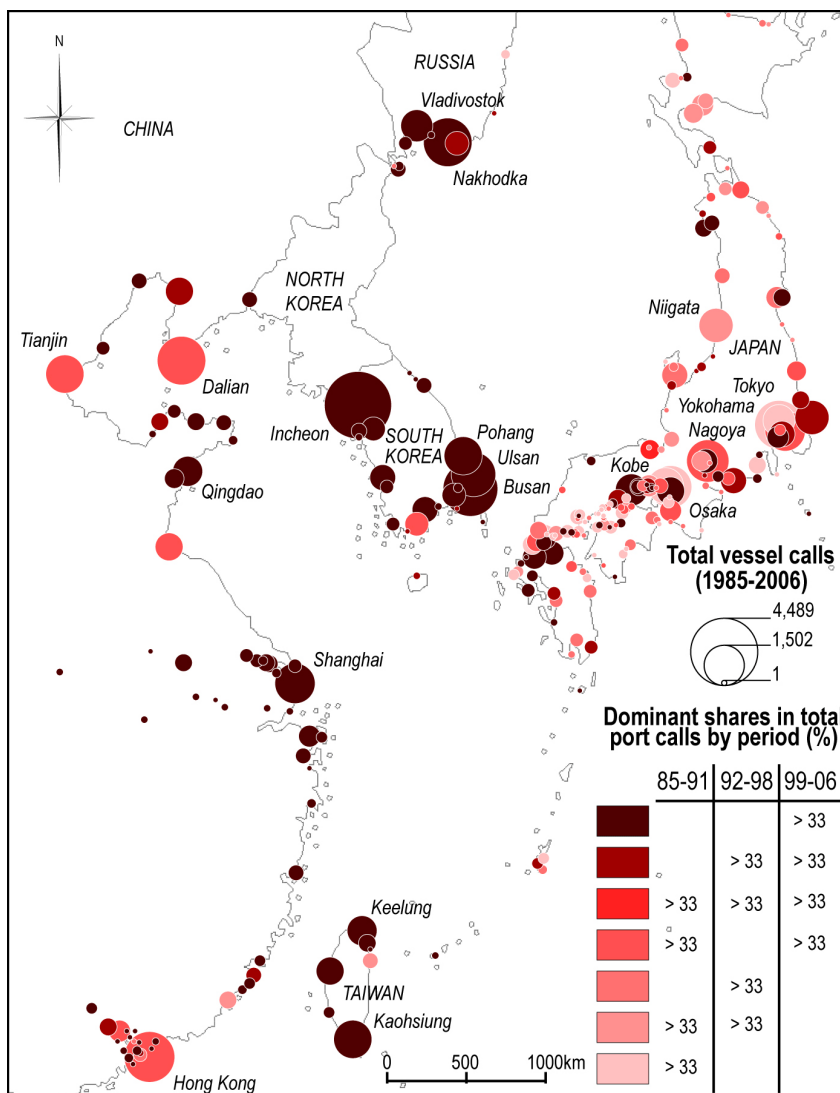 N
RUSSIA
Vladivostok
CHINA
Nakhodka
NORTH
KOREA
Niigata
Tianjin
JAPAN
Dalian
Tokyo
Yokohama
Incheon
SOUTH
KOREA
Pohang
Nagoya
Ulsan
Kobe
Busan
Qingdao
Osaka
Total vessel calls
(1985-2006)
4,489
1,502
1
Shanghai
Dominant shares in total
port calls by period (%)
85-91 92-98 99-06
> 33
> 33 > 33
> 33 > 33 > 33
> 33 > 33
> 33
> 33 > 33
> 33
Keelung
TAIWAN
Kaohsiung
Hong Kong
0 500 1000km